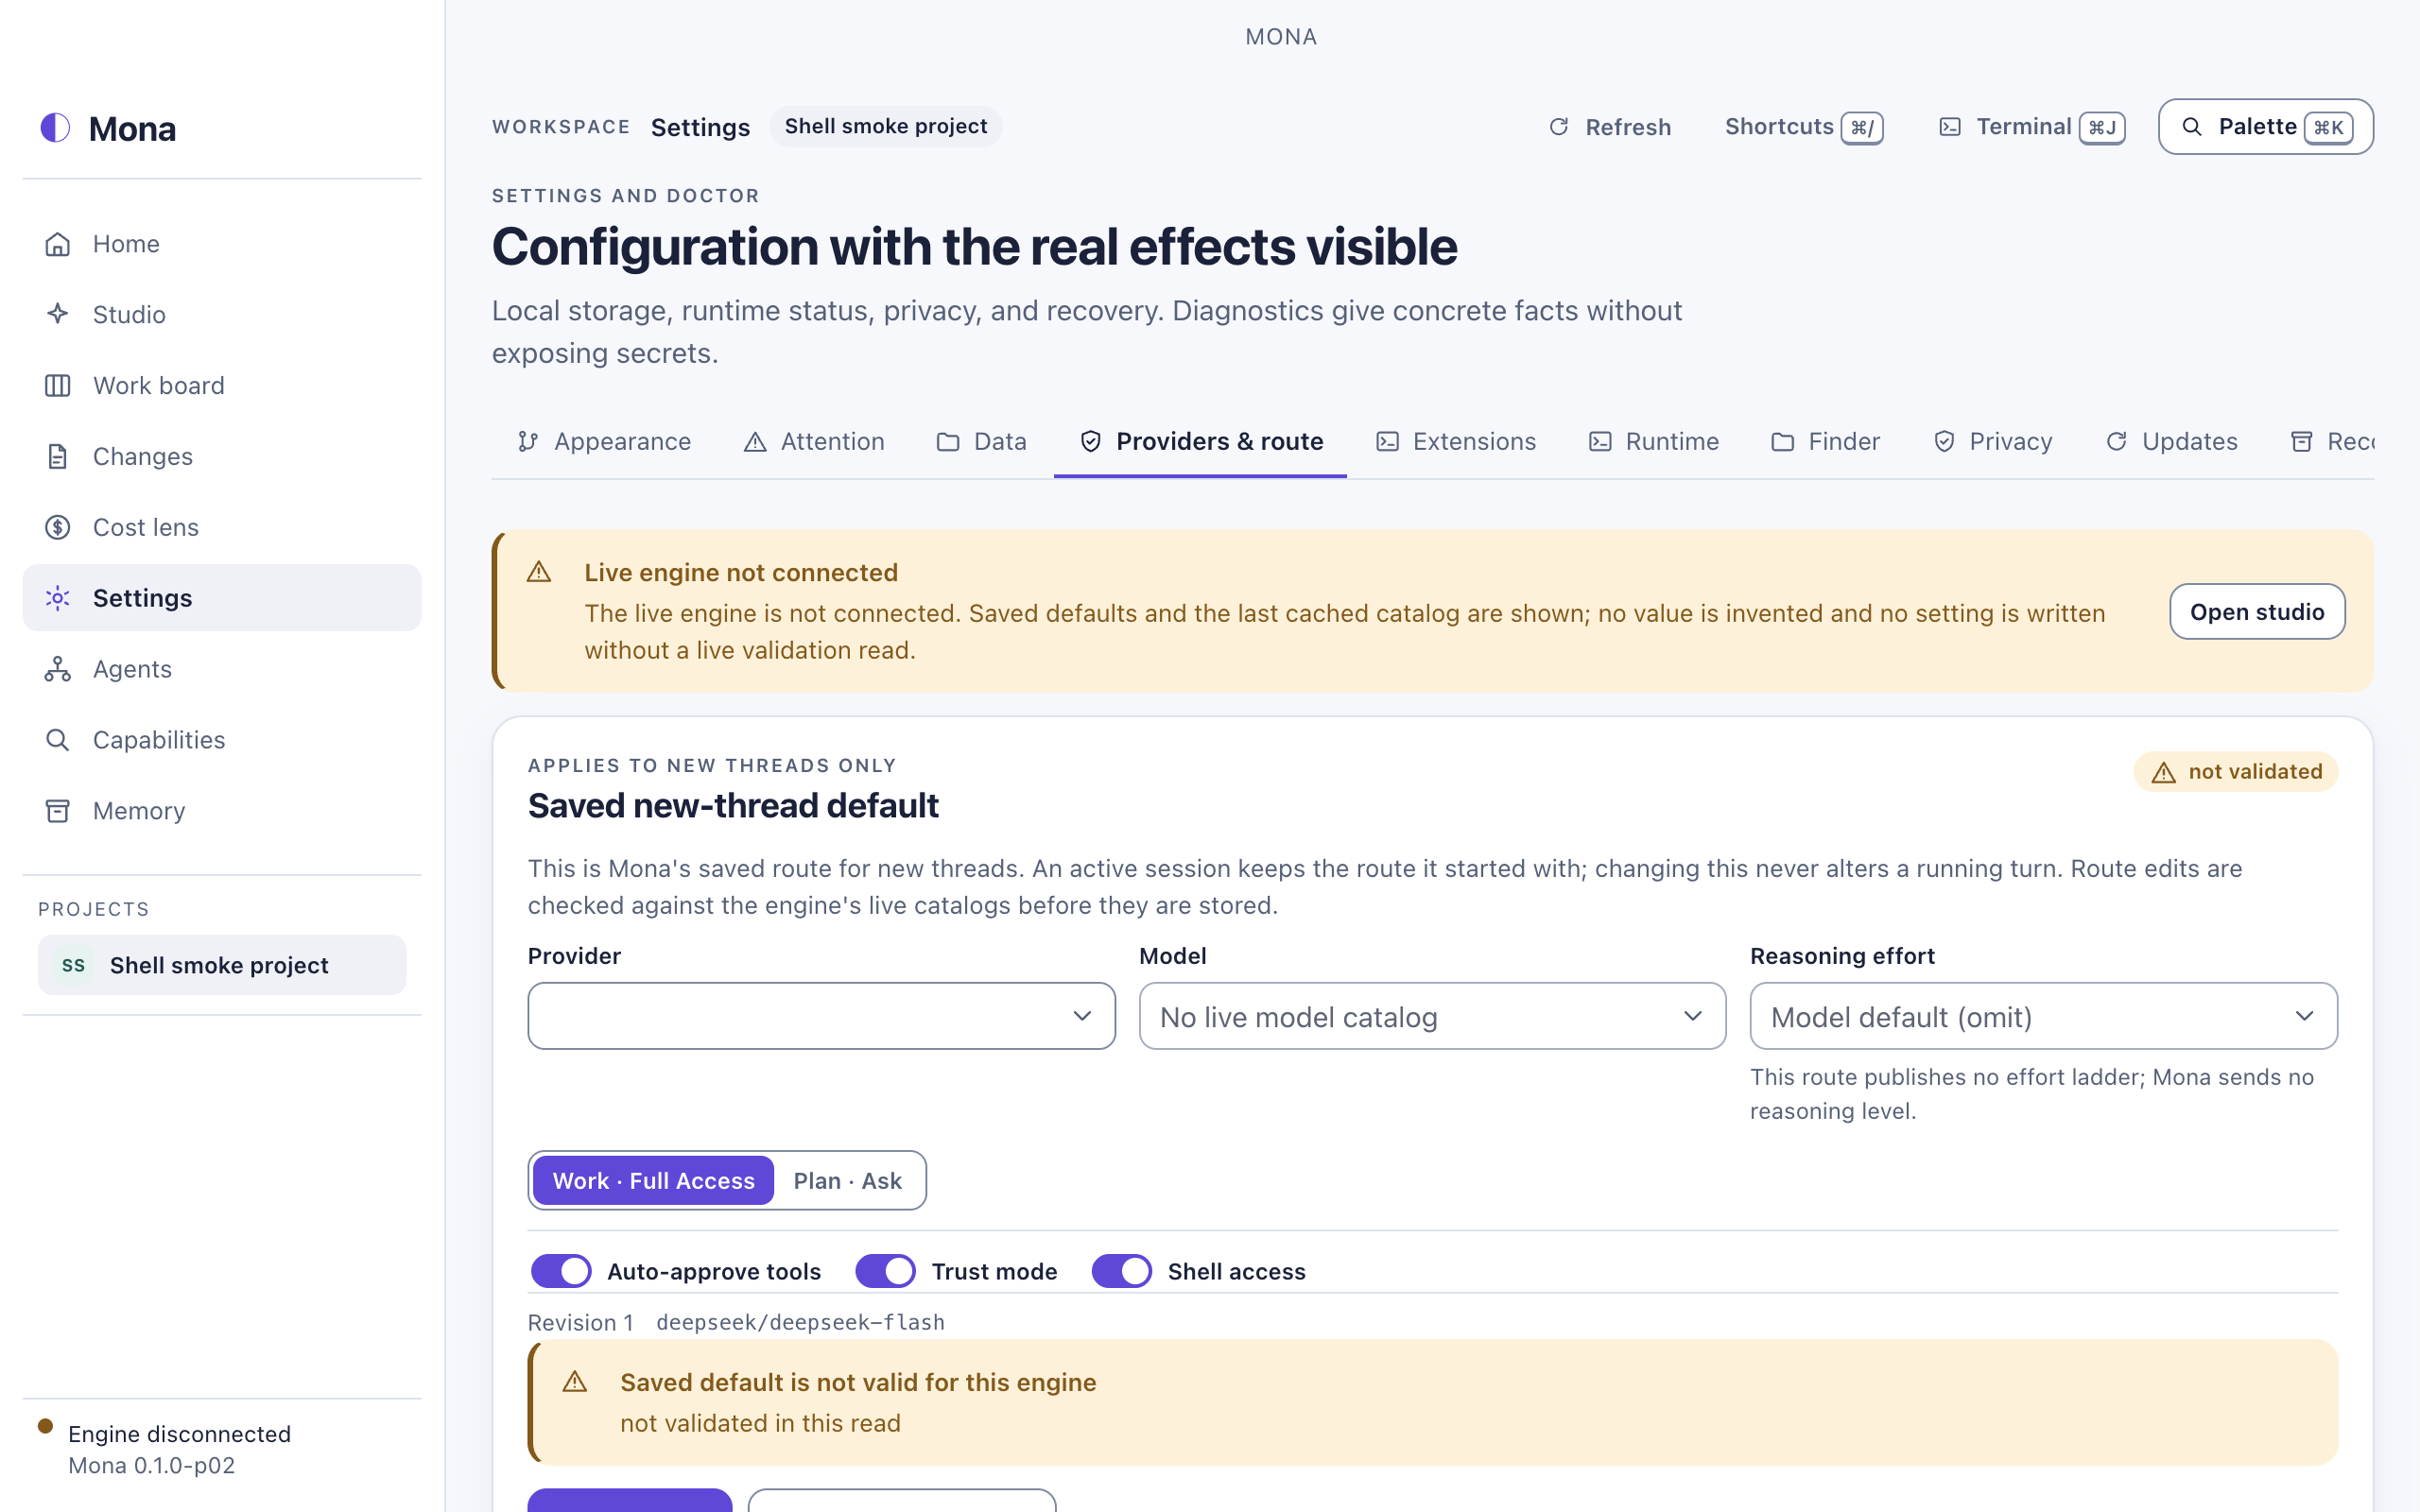 MONA
Mona
Home
Studio
Work board
Changes
Cost lens
Settings
Agents
Capabilities
Memory
PROJECTS
SS Shell smoke project
Engine disconnected
Mona 0.1.0-p02
WORKSPACE Settings Shell smoke project
Refresh Shortcuts ⌘/ Terminal ⌘J Palette ⌘K
SETTINGS AND DOCTOR
Configuration with the real effects visible
Local storage, runtime status, privacy, and recovery. Diagnostics give concrete facts without
exposing secrets.
Appearance Attention Data Providers & route Extensions Runtime Finder Privacy Updates
Live engine not connected
The live engine is not connected. Saved defaults and the last cached catalog are shown; no value is invented and no setting is written
without a live validation read.
Open studio
APPLIES TO NEW THREADS ONLY
not validated
Saved new-thread default
This is Mona's saved route for new threads. An active session keeps the route it started with; changing this never alters a running turn. Route edits are
checked against the engine's live catalogs before they are stored.
Provider Model Reasoning effort
No live model catalog Model default (omit)
This route publishes no effort ladder; Mona sends no
reasoning level.
Work · Full Access Plan · Ask
Auto-approve tools Trust mode Shell access
Revision 1 deepseek/deepseek-flash
Saved default is not valid for this engine
not validated in this read